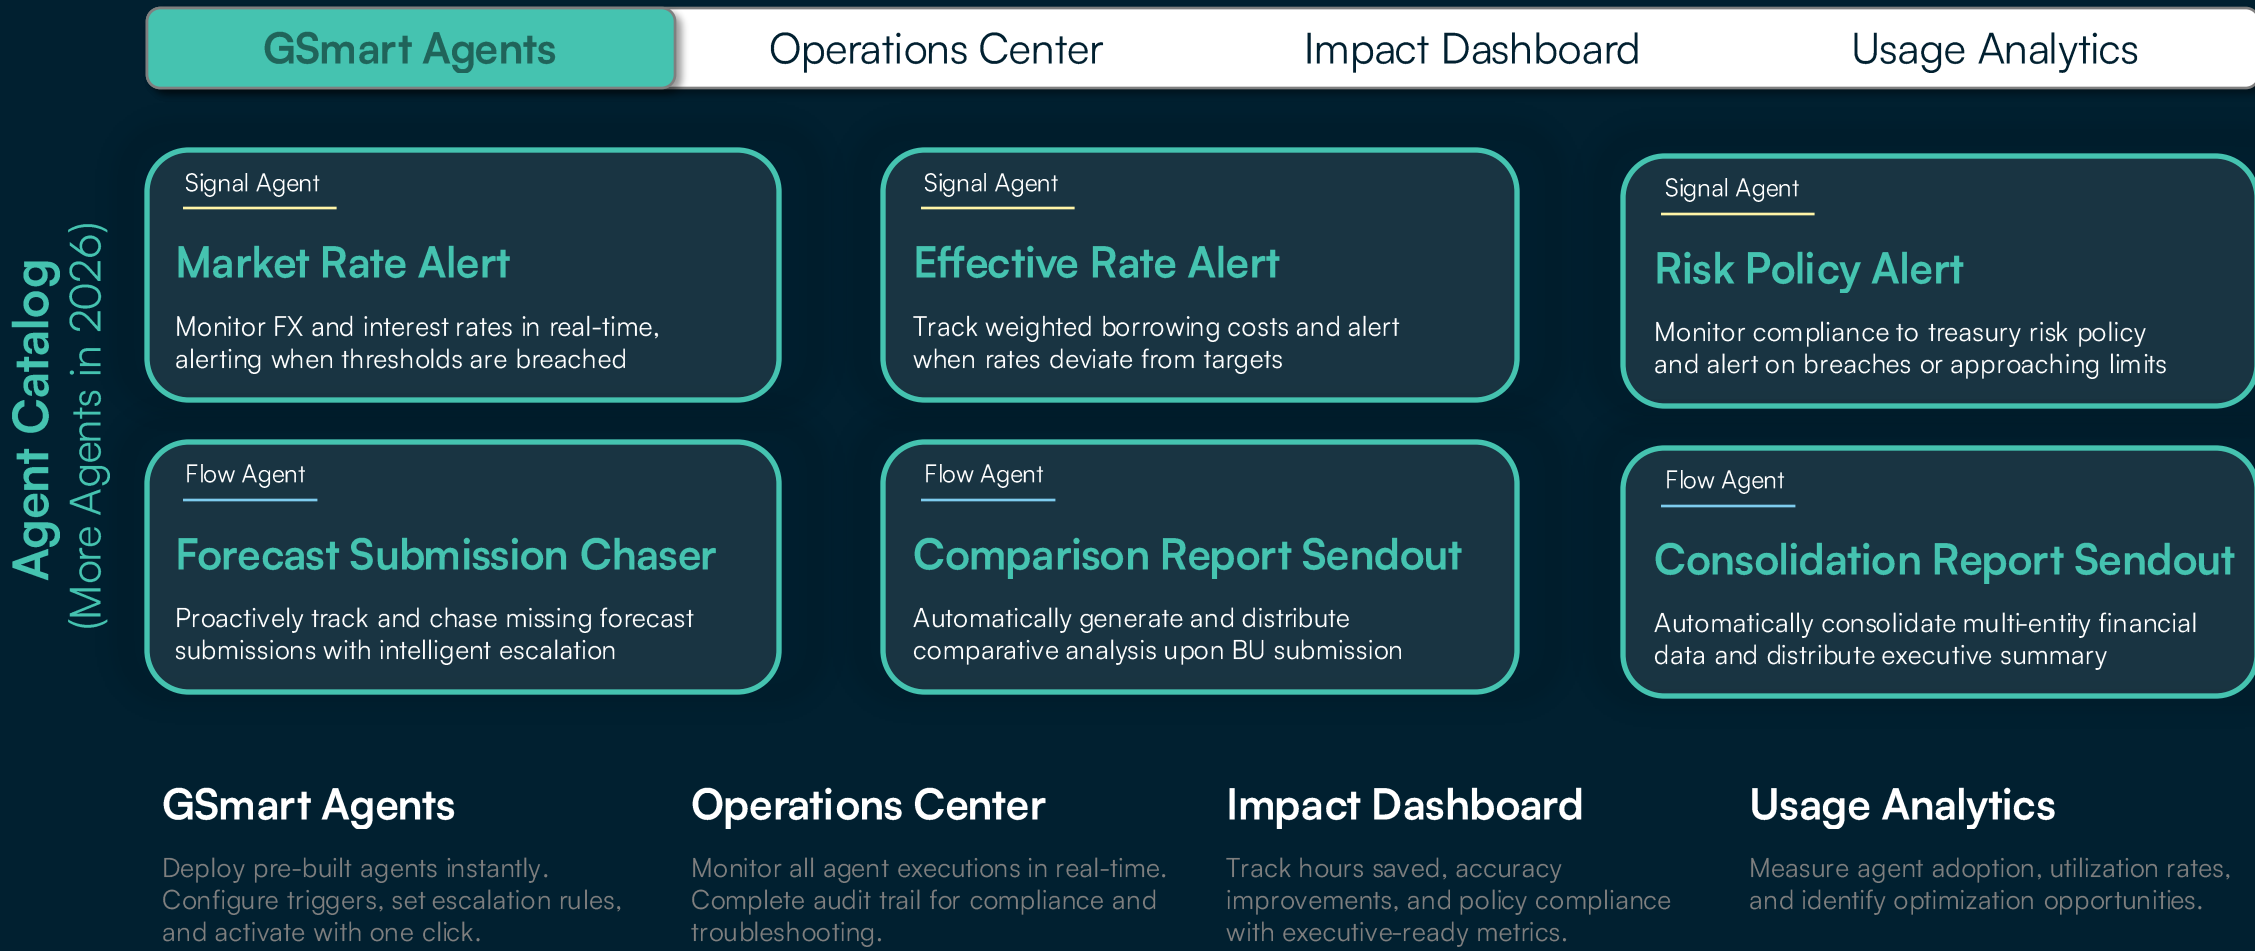 GSmart Agents
Operations Center
Impact Dashboard
Usage Analytics
Agent Catalog
(More Agents in 2026)
Signal Agent
Market Rate Alert
Monitor FX and interest rates in real-time,
alerting when thresholds are breached
Signal Agent
Effective Rate Alert
Track weighted borrowing costs and alert
when rates deviate from targets
Signal Agent
Risk Policy Alert
Monitor compliance to treasury risk policy
and alert on breaches or approaching limits
Flow Agent
Forecast Submission Chaser
Proactively track and chase missing forecast
submissions with intelligent escalation
Flow Agent
Comparison Report Sendout
Automatically generate and distribute
comparative analysis upon BU submission
Flow Agent
Consolidation Report Sendout
Automatically consolidate multi-entity financial
data and distribute executive summary
GSmart Agents
Deploy pre-built agents instantly.
Configure triggers, set escalation rules,
and activate with one click.
Operations Center
Monitor all agent executions in real-time.
Complete audit trail for compliance and
troubleshooting.
Impact Dashboard
Track hours saved, accuracy
improvements, and policy compliance
with executive-ready metrics.
Usage Analytics
Measure agent adoption, utilization rates,
and identify optimization opportunities.